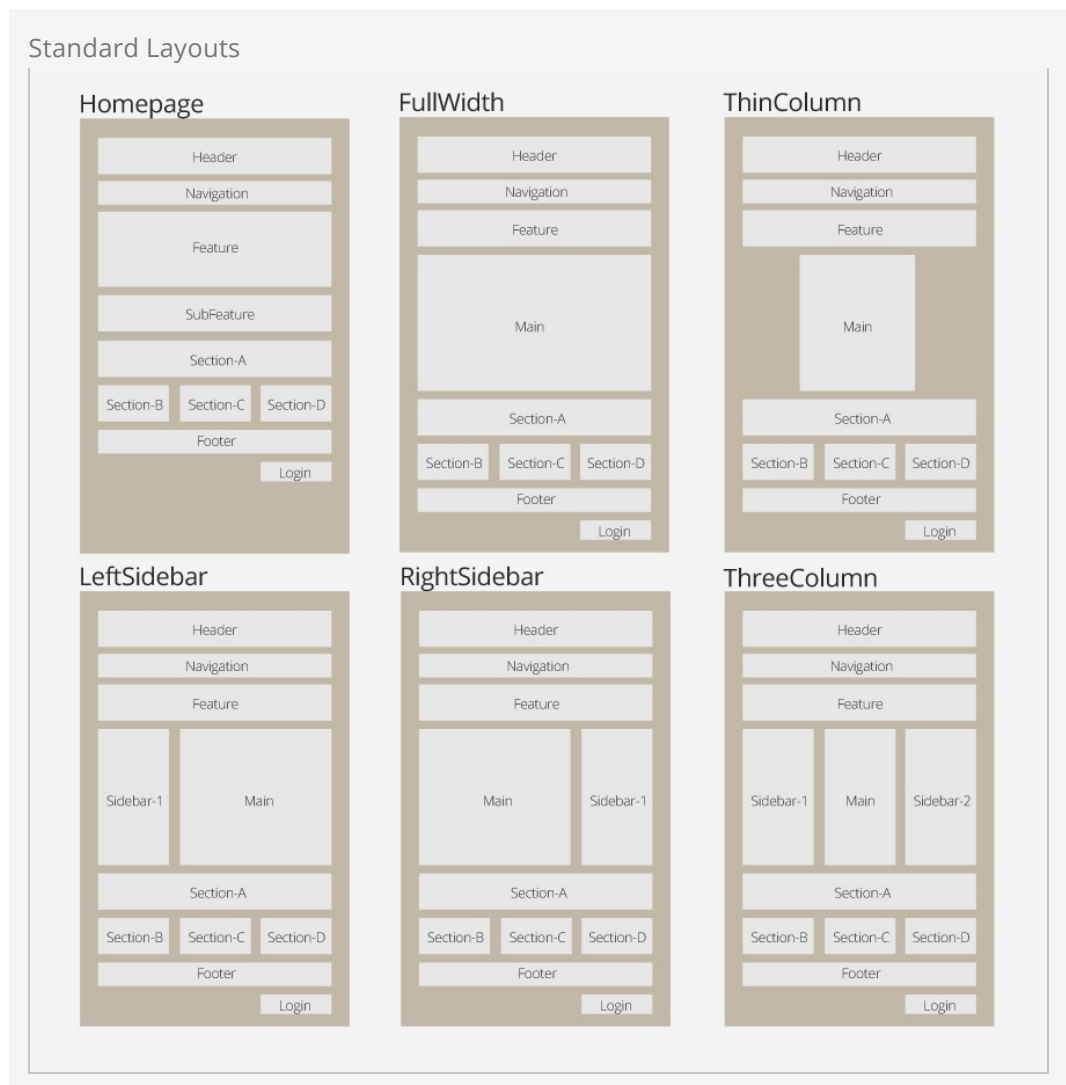 Standard Layouts
Homepage
Header
Navigation
Feature
SubFeature
Section-A
Section-B Section-C Section-D
Footer
Login
FullWidth
Header
Navigation
Feature
Main
Section-A
Section-B Section-C Section-D
Footer
Login
ThinColumn
Header
Navigation
Feature
Main
Section-A
Section-B Section-C Section-D
Footer
Login
LeftSidebar
Header
Navigation
Feature
Sidebar-1 Main
Section-A
Section-B Section-C Section-D
Footer
Login
RightSidebar
Header
Navigation
Feature
Main Sidebar-1
Section-A
Section-B Section-C Section-D
Footer
Login
ThreeColumn
Header
Navigation
Feature
Sidebar-1 Main Sidebar-2
Section-A
Section-B Section-C Section-D
Footer
Login